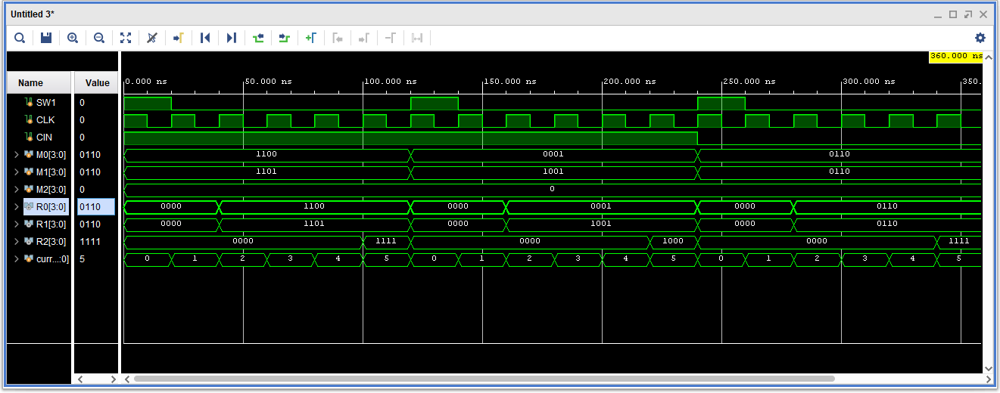 Untitled 3*
360.000 ns
Name Value
0.000 ns 50.000 ns 100.000 ns 150.000 ns 200.000 ns 250.000 ns 300.000 ns 350.
SW1 0
CLK 0
CIN 0
M0[3:0] 0110 1100 0001 0110
M1[3:0] 0110 1101 1001 0110
M2[3:0] 0 0
R0[3:0] 0110 0000 1100 0000 0001 0000 0110
R1[3:0] 0110 0000 1101 0000 1001 0000 0110
R2[3:0] 1111 0000 1111 0000 1000 0000 1111
curr...:0] 5 0 1 2 3 4 5 0 1 2 3 4 5 0 1 2 3 4 5